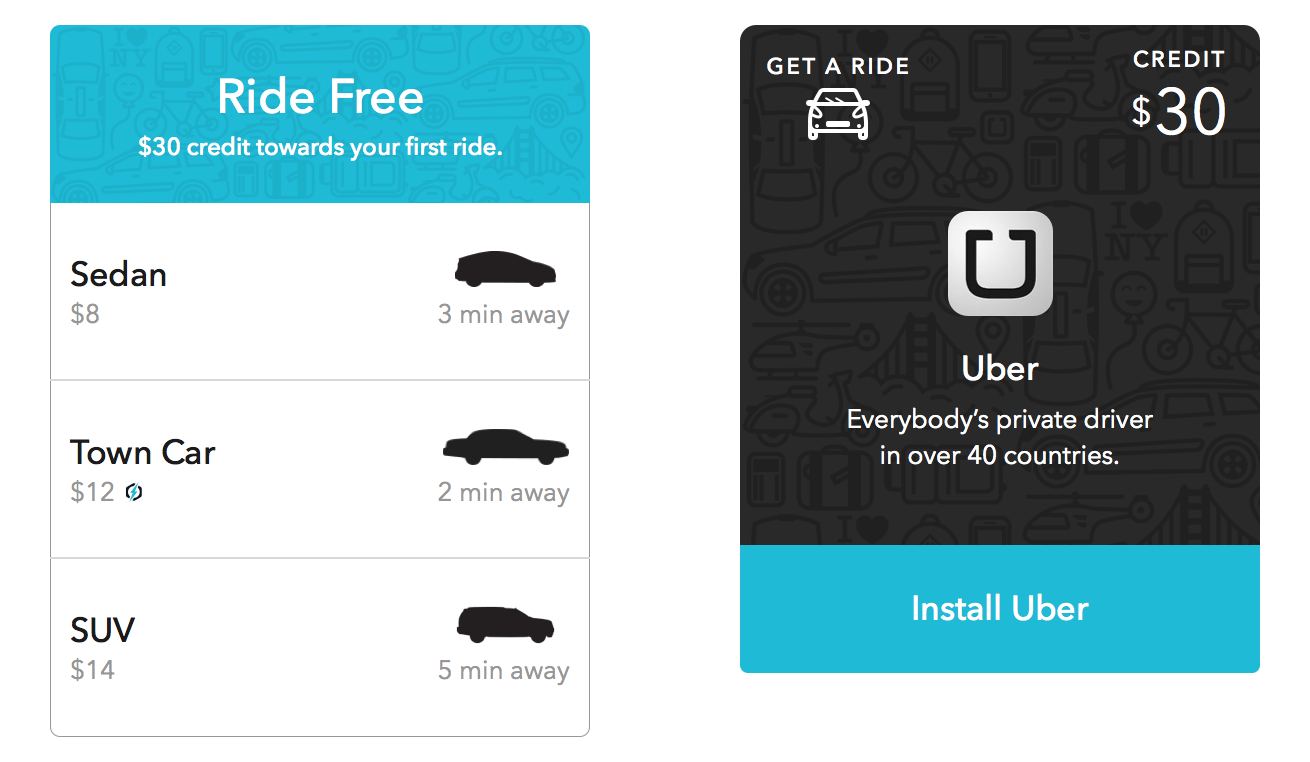 Ride Free
$30 credit towards your first ride.
Sedan
$8
3 min away
Town Car
$12
2 min away
SUV
$14
5 min away
GET A RIDE
CREDIT
$30
I NY
Uber
Everybody’s private driver
in over 40 countries.
Install Uber